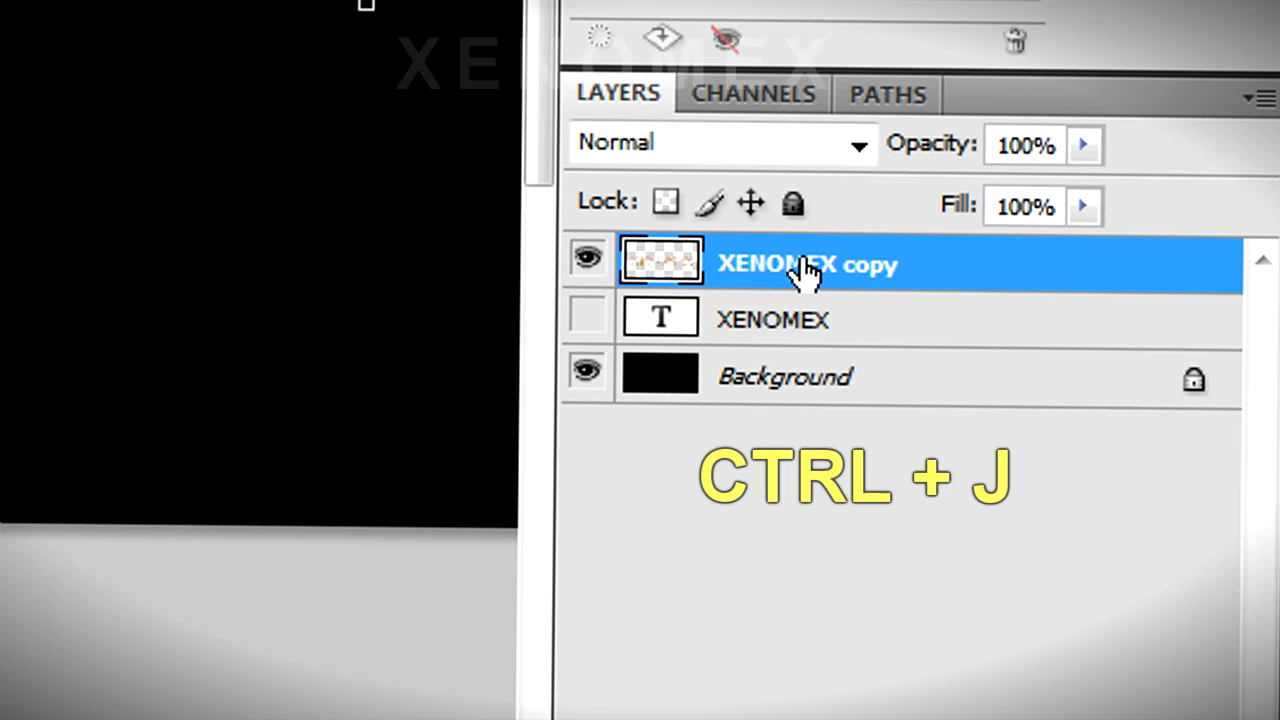 XENOMEX
LAYERS CHANNELS PATHS
Normal Opacity: 100%
Lock: Fill: 100%
XENOMEX copy
T XENOMEX
Background
CTRL + J